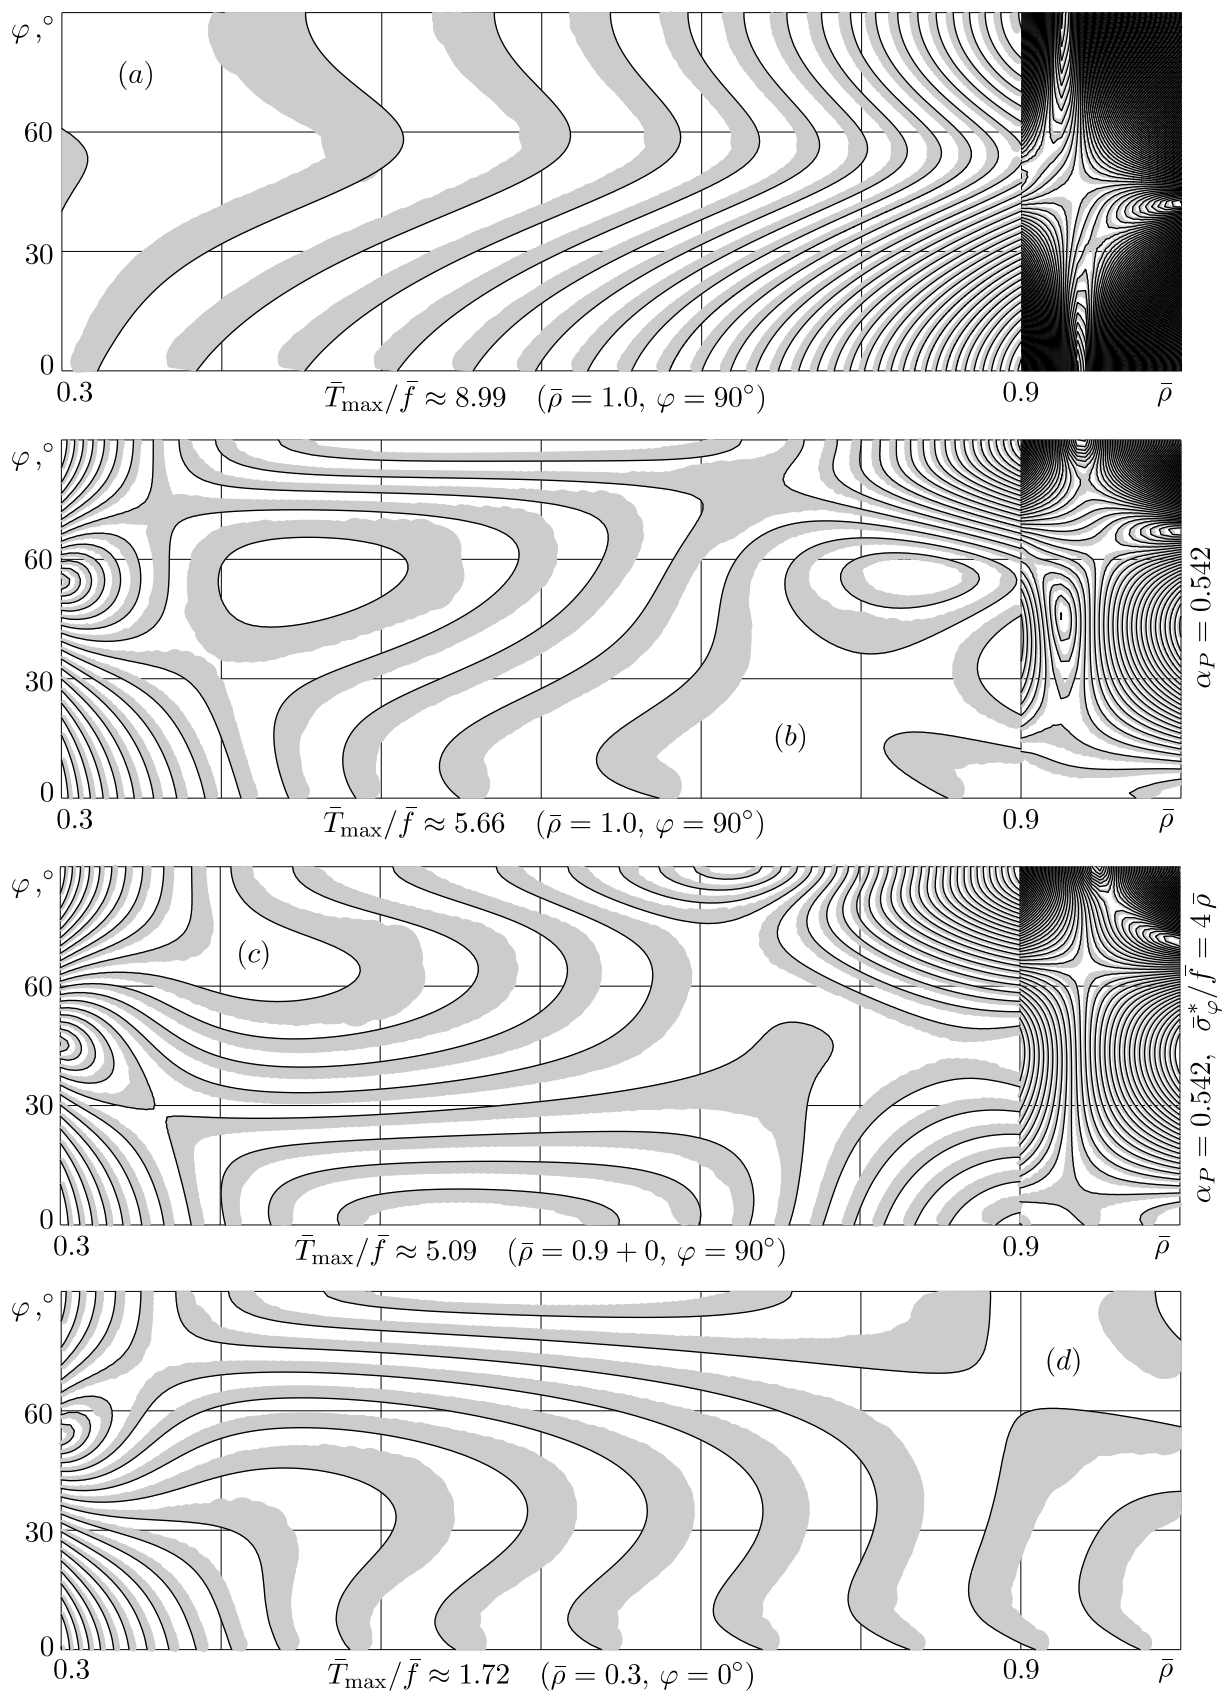 φ,°
(a)
60
30
0
0.3
T̄max/f̄ ≈ 8.99 (ρ̄ = 1.0, φ = 90°)
0.9
ρ̄
φ,°
60
30
(b)
0
0.3
T̄max/f̄ ≈ 5.66 (ρ̄ = 1.0, φ = 90°)
0.9
ρ̄
αP = 0.542
φ,°
(c)
60
30
0
0.3
T̄max/f̄ ≈ 5.09 (ρ̄ = 0.9 + 0, φ = 90°)
0.9
ρ̄
αP = 0.542, σ̄*φ/f̄ = 4 ρ̄
φ,°
(d)
60
30
0
0.3
T̄max/f̄ ≈ 1.72 (ρ̄ = 0.3, φ = 0°)
0.9
ρ̄